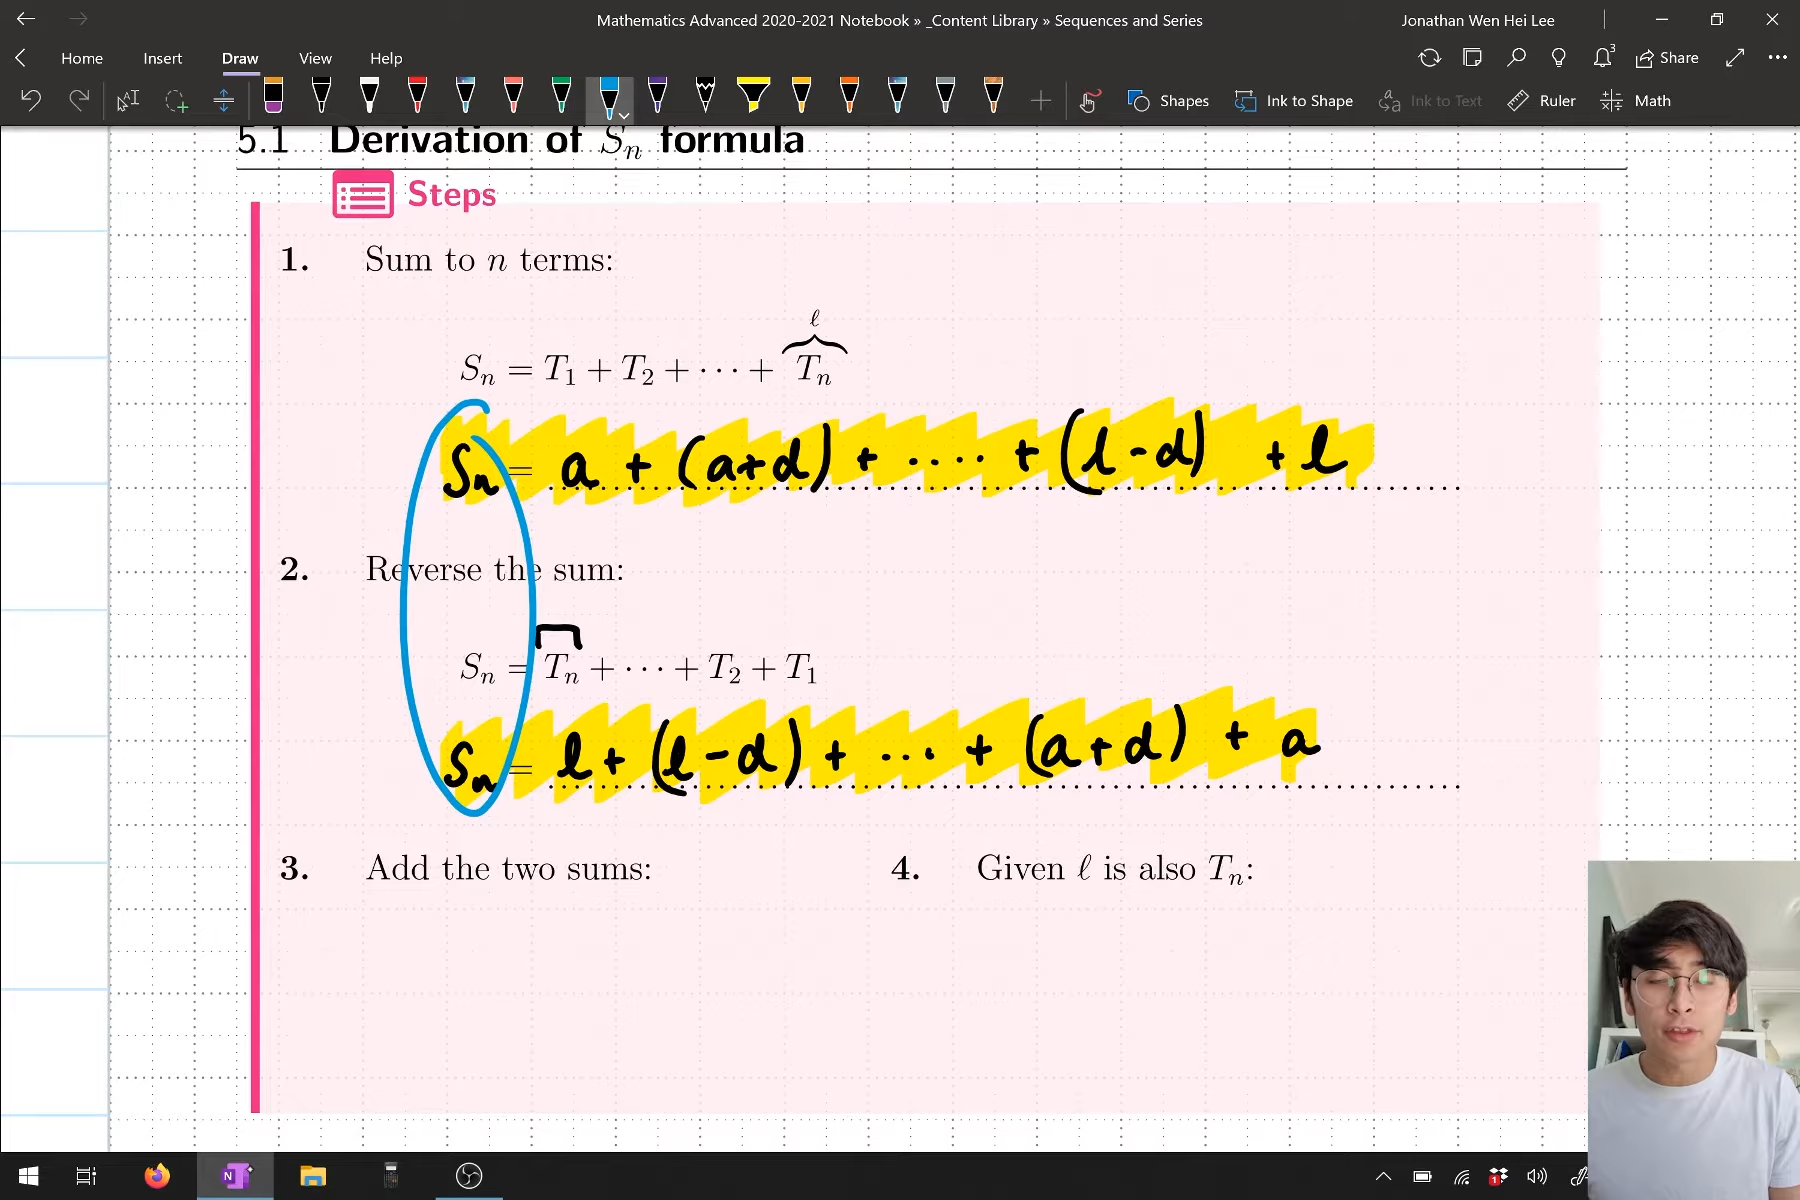 Mathematics Advanced 2020-2021 Notebook » _Content Library » Sequences and Series
Jonathan Wen Hei Lee
Home Insert Draw View Help
3
Share
Shapes
Ink to Shape
Ink to Text
Ruler
Math
5.1 Derivation of Sₙ formula
Steps
1. Sum to n terms:
ℓ
Sₙ = T₁ + T₂ + ⋯ + Tₙ
Sₙ = a + (a+d) + .... + (l-d) + l
2. Reverse the sum:
Sₙ = Tₙ + ⋯ + T₂ + T₁
Sₙ = l + (l-d) + ... + (a+d) + a
3. Add the two sums:
4. Given ℓ is also Tₙ:
N
1